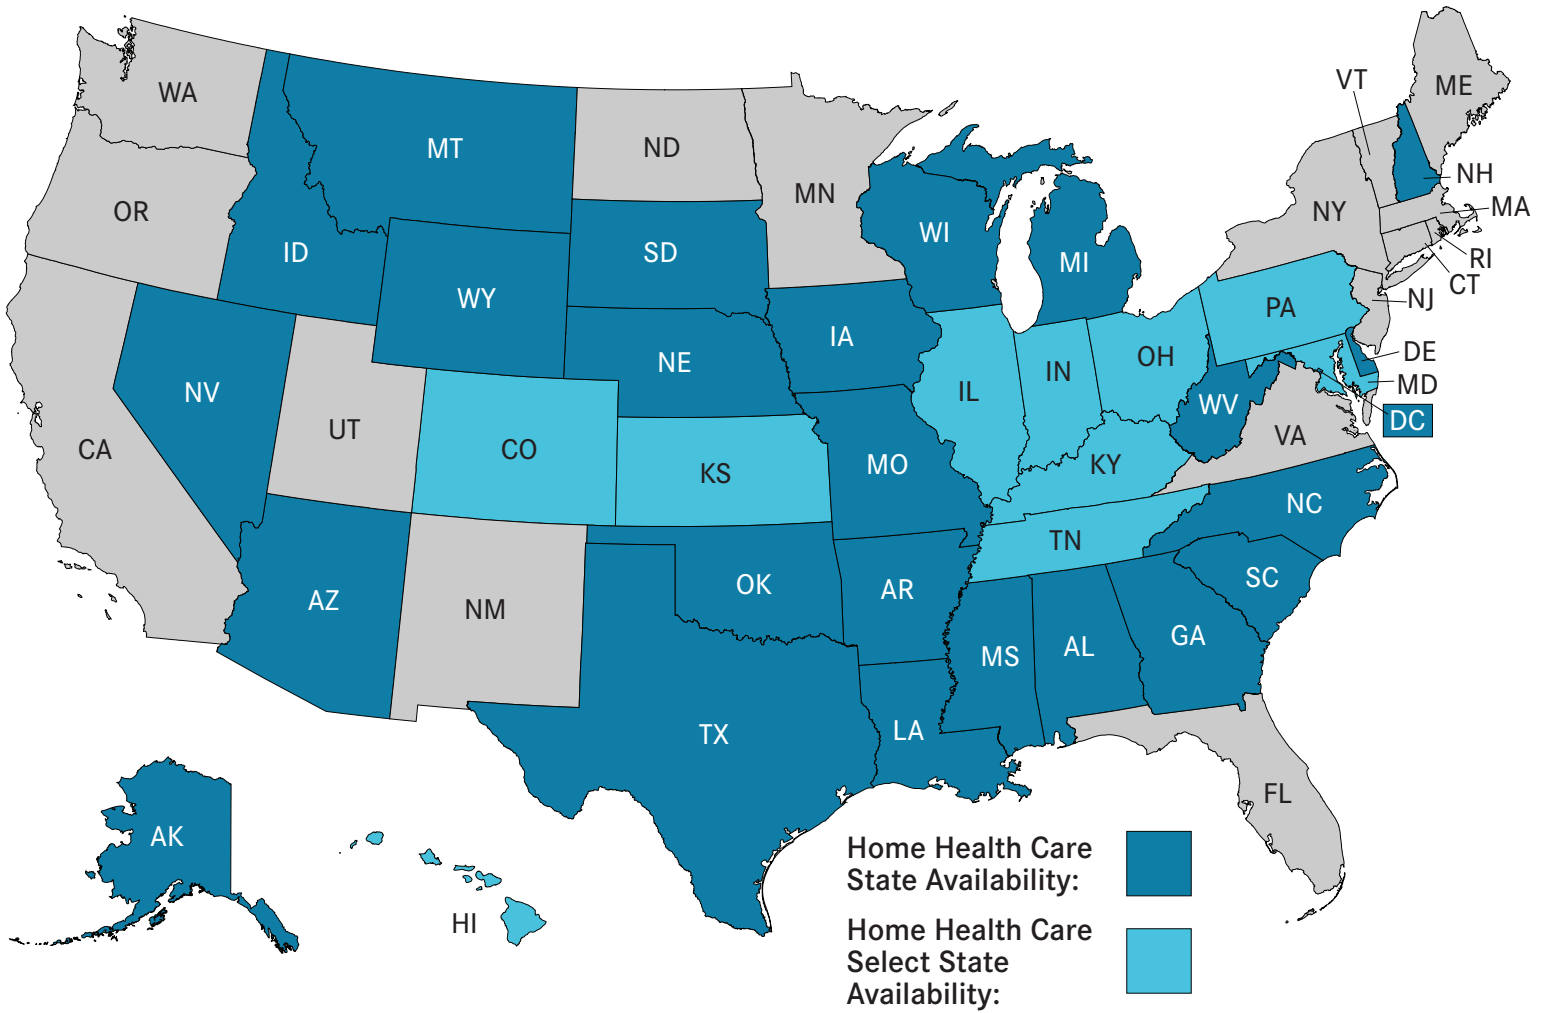 WA
MT
ND
MN
ME
VT
OR
ID
SD
WI
MI
NY
NH
MA
RI
CT
NJ
WY
NE
IA
PA
NV
UT
CO
KS
IL
IN
OH
DE
MD
DC
WV
VA
KY
CA
MO
NC
TN
AZ
NM
OK
AR
SC
MS
AL
GA
TX
LA
FL
AK
HI
Home Health Care
State Availability:
Home Health Care
Select State
Availability: